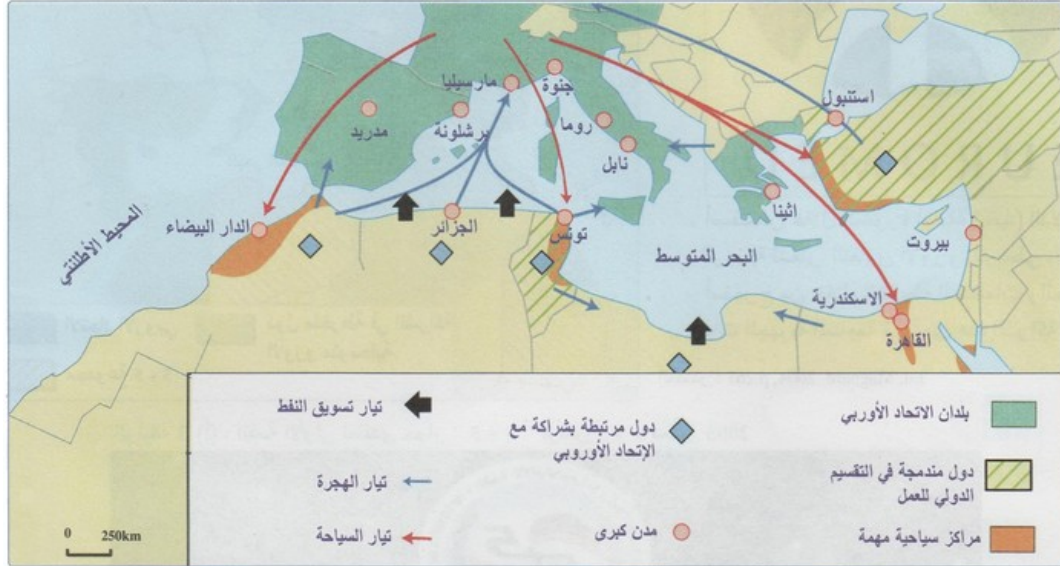 مارسيليا
جنوة
استنبول
مدريد
برشلونة
روما
نابل
اثينا
المحيط الأطلنتي
الدار البيضاء
الجزائر
تونس
البحر المتوسط
بيروت
الاسكندرية
القاهرة
بلدان الاتحاد الأوربي
دول مندمجة في التقسيم
الدولي للعمل
مراكز سياحية مهمة
دول مرتبطة بشراكة مع
الإتحاد الأوروبي
مدن كبرى
تيار تسويق النفط
تيار الهجرة
تيار السياحة
0 250km